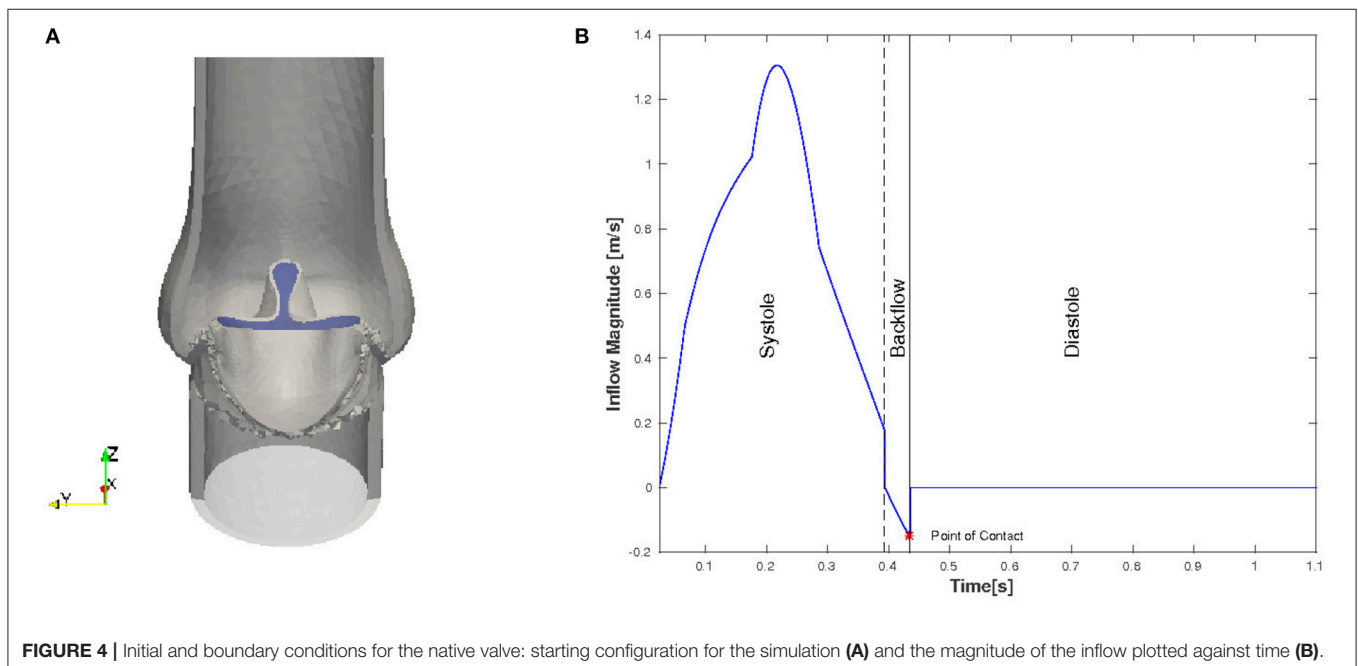 A
B
Z
X
Y
1.4
1.2
1
0.8
0.6
0.4
0.2
0
-0.2
Inflow Magnitude [m/s]
Systole
Backflow
Diastole
Point of Contact
0.1 0.2 0.3 0.4 0.5 0.6 0.7 0.8 0.9 1 1.1
Time[s]
FIGURE 4 | Initial and boundary conditions for the native valve: starting configuration for the simulation (A) and the magnitude of the inflow plotted against time (B).